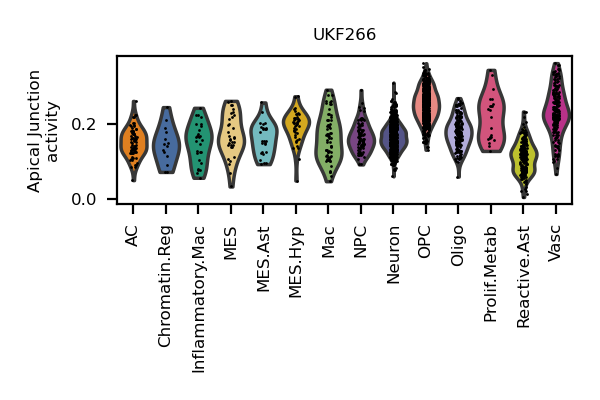 UKF266
Apical Junction
activity
0.2
0.0
AC
Chromatin.Reg
Inflammatory.Mac
MES
MES.Ast
MES.Hyp
Mac
NPC
Neuron
OPC
Oligo
Prolif.Metab
Reactive.Ast
Vasc